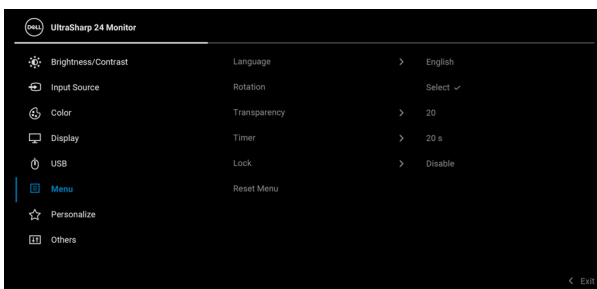 DELL UltraSharp 24 Monitor
Brightness/Contrast Language > English
Input Source Rotation Select ✓
Color Transparency > 20
Display Timer > 20 s
USB Lock > Disable
Menu Reset Menu
Personalize
Others
< Exit